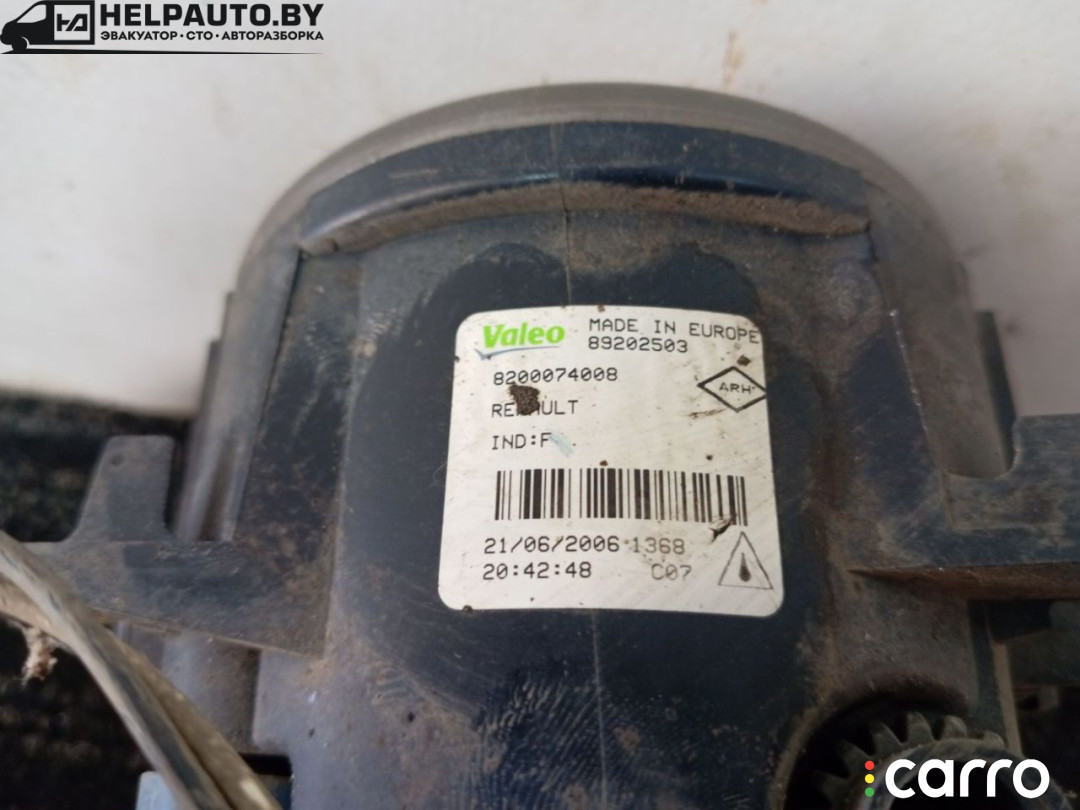 HELPAUTO.BY
ЭВАКУАТОР • СТО • АВТОРАЗБОРКА
Valeo
MADE IN EUROPE
89202503
8200074008
ARH
IND:F
21/06/2006 1368
20:42:48 C07
carro